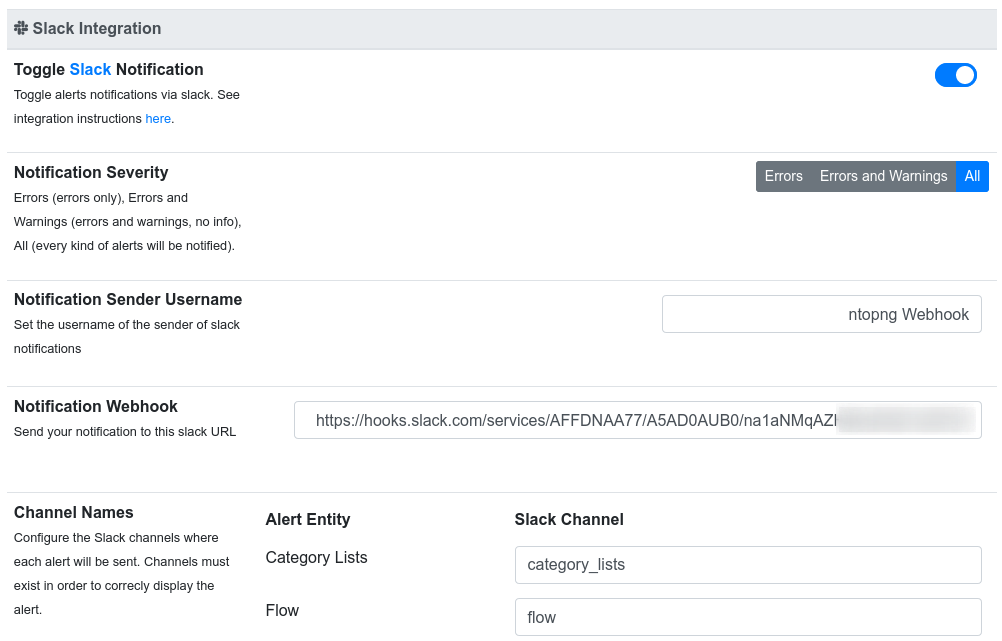 Slack Integration
Toggle Slack Notification
Toggle alerts notifications via slack. See
integration instructions here.
Notification Severity
Errors (errors only), Errors and
Warnings (errors and warnings, no info),
All (every kind of alerts will be notified).
Errors Errors and Warnings All
Notification Sender Username
Set the username of the sender of slack
notifications
ntopng Webhook
Notification Webhook
Send your notification to this slack URL
https://hooks.slack.com/services/AFFDNAA77/A5AD0AUB0/na1aNMqAZ
Channel Names
Configure the Slack channels where
each alert will be sent. Channels must
exist in order to correcly display the
alert.
Alert Entity Slack Channel
Category Lists category_lists
Flow flow